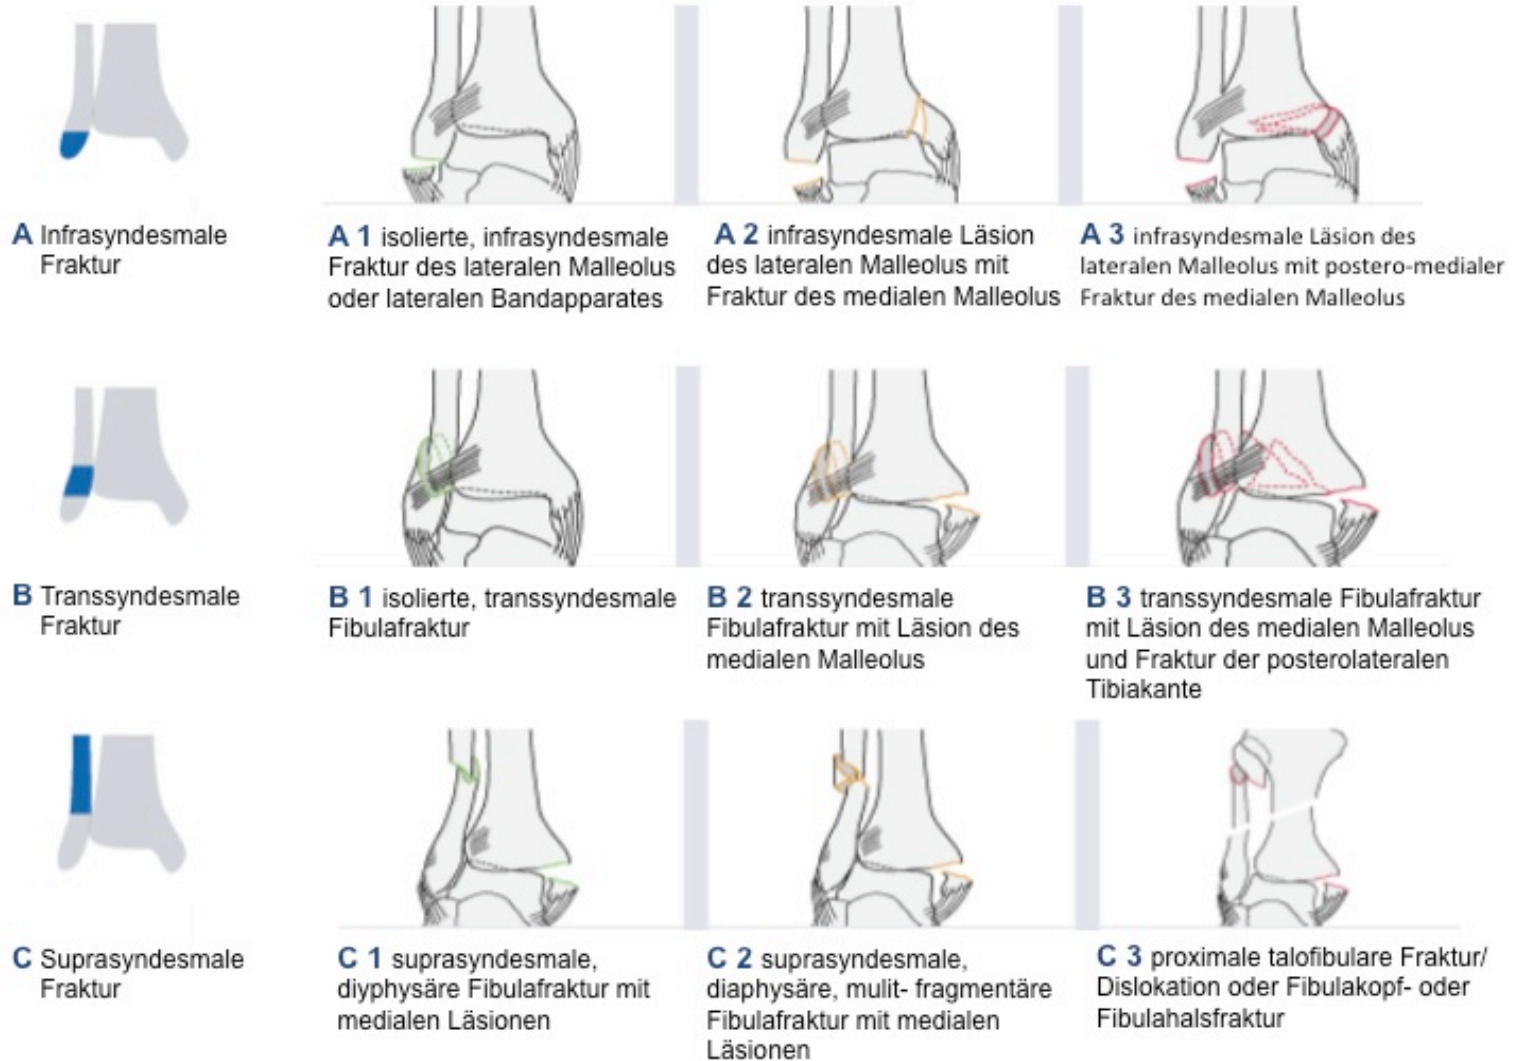 A Infrasyndesmale
Fraktur
A 1 isolierte, infrasyndesmale
Fraktur des lateralen Malleolus
oder lateralen Bandapparates
A 2 infrasyndesmale Läsion
des lateralen Malleolus mit
Fraktur des medialen Malleolus
A 3 infrasyndesmale Läsion des
lateralen Malleolus mit postero-medialer
Fraktur des medialen Malleolus
B Transsyndesmale
Fraktur
B 1 isolierte, transsyndesmale
Fibulafraktur
B 2 transsyndesmale
Fibulafraktur mit Läsion des
medialen Malleolus
B 3 transsyndesmale Fibulafraktur
mit Läsion des medialen Malleolus
und Fraktur der posterolateralen
Tibiakante
C Suprasyndesmale
Fraktur
C 1 suprasyndesmale,
diyphysäre Fibulafraktur mit
medialen Läsionen
C 2 suprasyndesmale,
diaphysäre, mulit- fragmentäre
Fibulafraktur mit medialen
Läsionen
C 3 proximale talofibulare Fraktur/
Dislokation oder Fibulakopf- oder
Fibulahalsfraktur